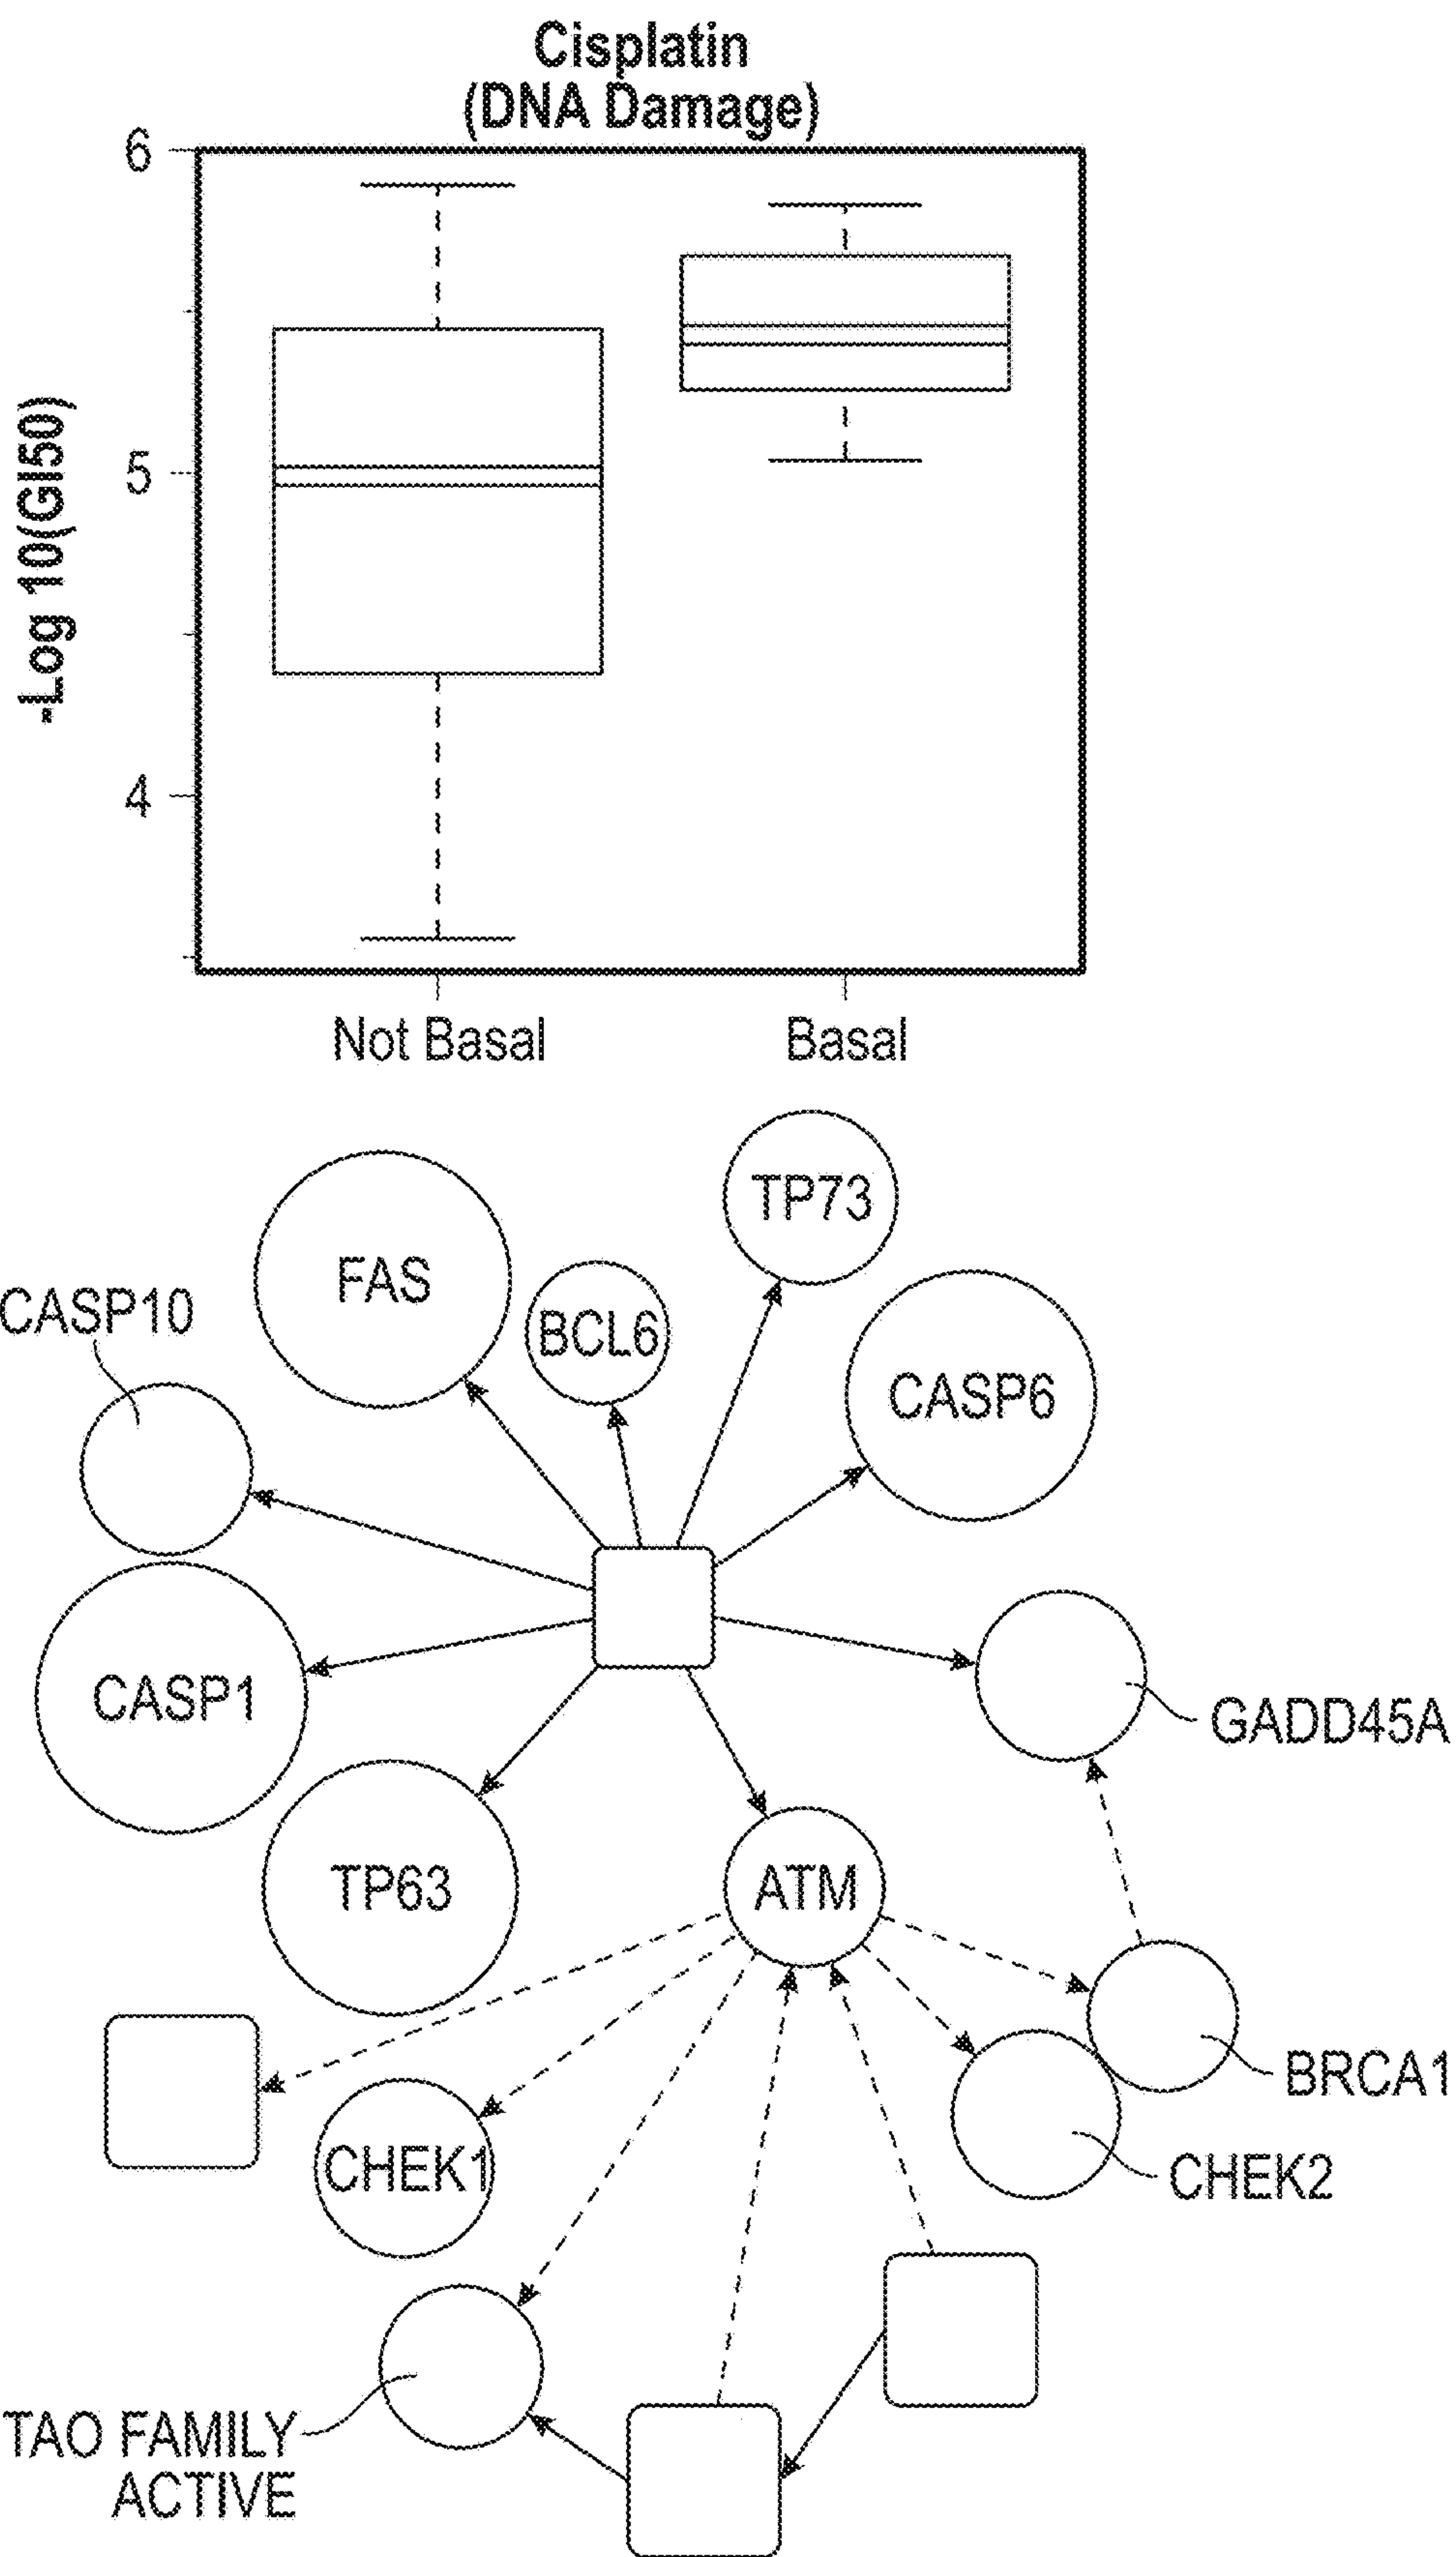 Cisplatin
(DNA Damage)
6
5
4
-Log 10(GI50)
Not Basal
Basal
TP73
FAS
CASP10
BCL6
CASP6
CASP1
GADD45A
TP63
ATM
BRCA1
CHEK1
CHEK2
TAO FAMILY
ACTIVE